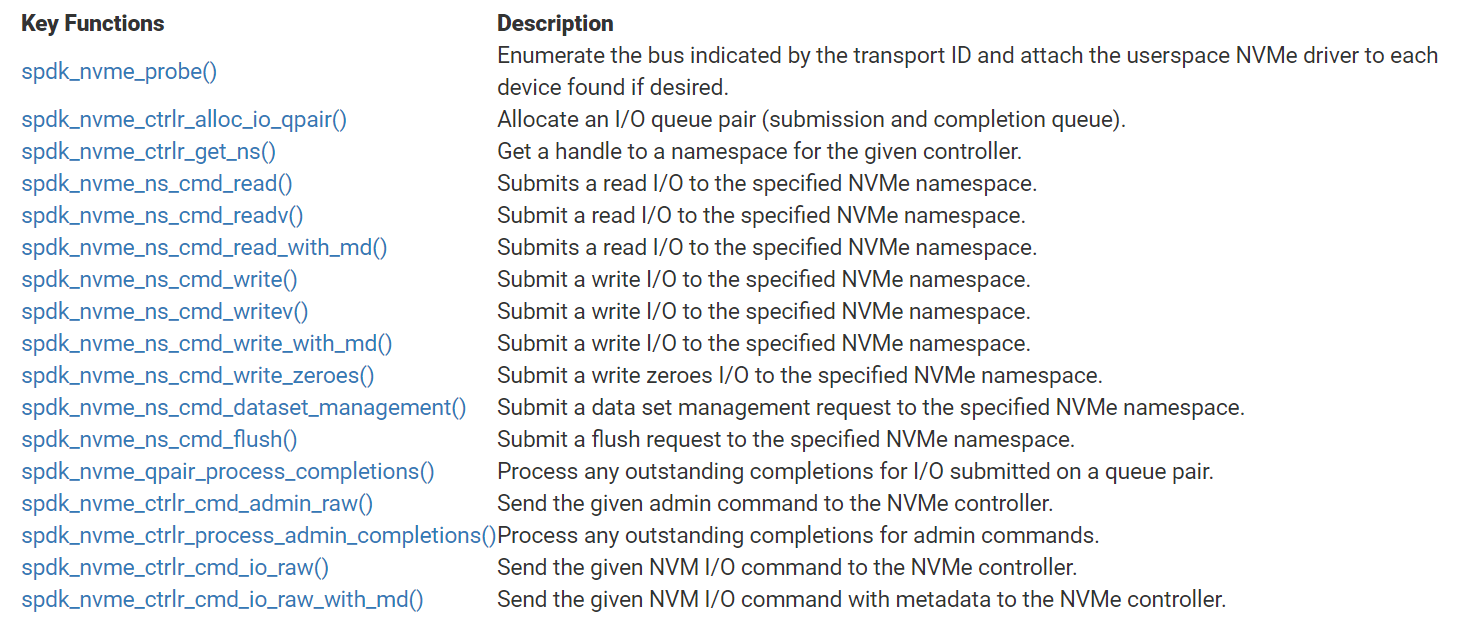 Key Functions Description
spdk_nvme_probe() Enumerate the bus indicated by the transport ID and attach the userspace NVMe driver to each
device found if desired.
spdk_nvme_ctrlr_alloc_io_qpair() Allocate an I/O queue pair (submission and completion queue).
spdk_nvme_ctrlr_get_ns() Get a handle to a namespace for the given controller.
spdk_nvme_ns_cmd_read() Submits a read I/O to the specified NVMe namespace.
spdk_nvme_ns_cmd_readv() Submit a read I/O to the specified NVMe namespace.
spdk_nvme_ns_cmd_read_with_md() Submits a read I/O to the specified NVMe namespace.
spdk_nvme_ns_cmd_write() Submit a write I/O to the specified NVMe namespace.
spdk_nvme_ns_cmd_writev() Submit a write I/O to the specified NVMe namespace.
spdk_nvme_ns_cmd_write_with_md() Submit a write I/O to the specified NVMe namespace.
spdk_nvme_ns_cmd_write_zeroes() Submit a write zeroes I/O to the specified NVMe namespace.
spdk_nvme_ns_cmd_dataset_management() Submit a data set management request to the specified NVMe namespace.
spdk_nvme_ns_cmd_flush() Submit a flush request to the specified NVMe namespace.
spdk_nvme_qpair_process_completions() Process any outstanding completions for I/O submitted on a queue pair.
spdk_nvme_ctrlr_cmd_admin_raw() Send the given admin command to the NVMe controller.
spdk_nvme_ctrlr_process_admin_completions() Process any outstanding completions for admin commands.
spdk_nvme_ctrlr_cmd_io_raw() Send the given NVM I/O command to the NVMe controller.
spdk_nvme_ctrlr_cmd_io_raw_with_md() Send the given NVM I/O command with metadata to the NVMe controller.